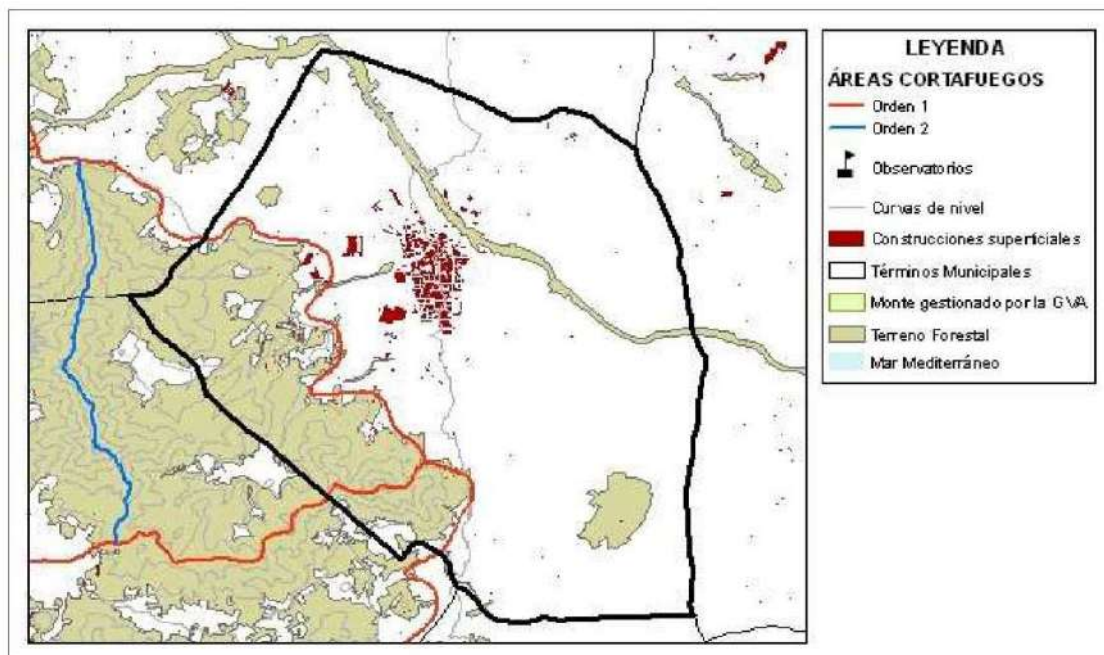 LEYENDA
ÁREAS CORTAFUEGOS
Orden 1
Orden 2
Observatorios
Curvas de nivel
Construcciones superficiales
Términos Municipales
Monte gestionado por la GVA
Terreno Forestal
Mar Mediterráneo